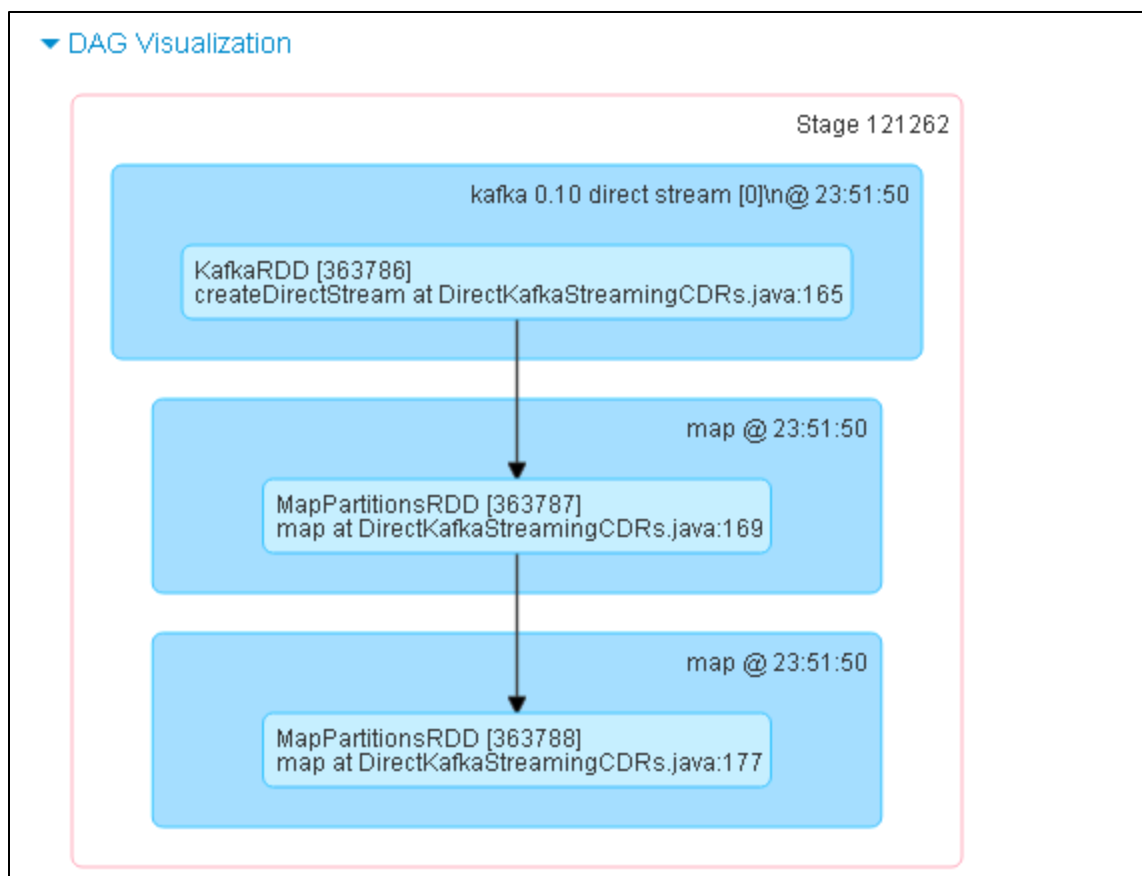 DAG Visualization
Stage 121262
kafka 0.10 direct stream [0]\n@ 23:51:50
KafkaRDD [363786]
createDirectStream at DirectKafkaStreamingCDRs.java:165
map @ 23:51:50
MapPartitionsRDD [363787]
map at DirectKafkaStreamingCDRs.java:169
map @ 23:51:50
MapPartitionsRDD [363788]
map at DirectKafkaStreamingCDRs.java:177